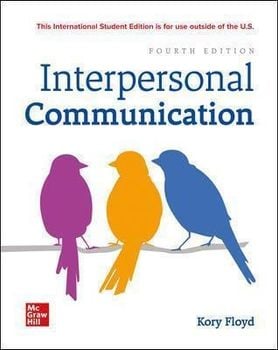 This International Student Edition is for use outside of the U.S.
FOURTH EDITION
Interpersonal
Communication
Mc
Graw
Hill
Kory Floyd